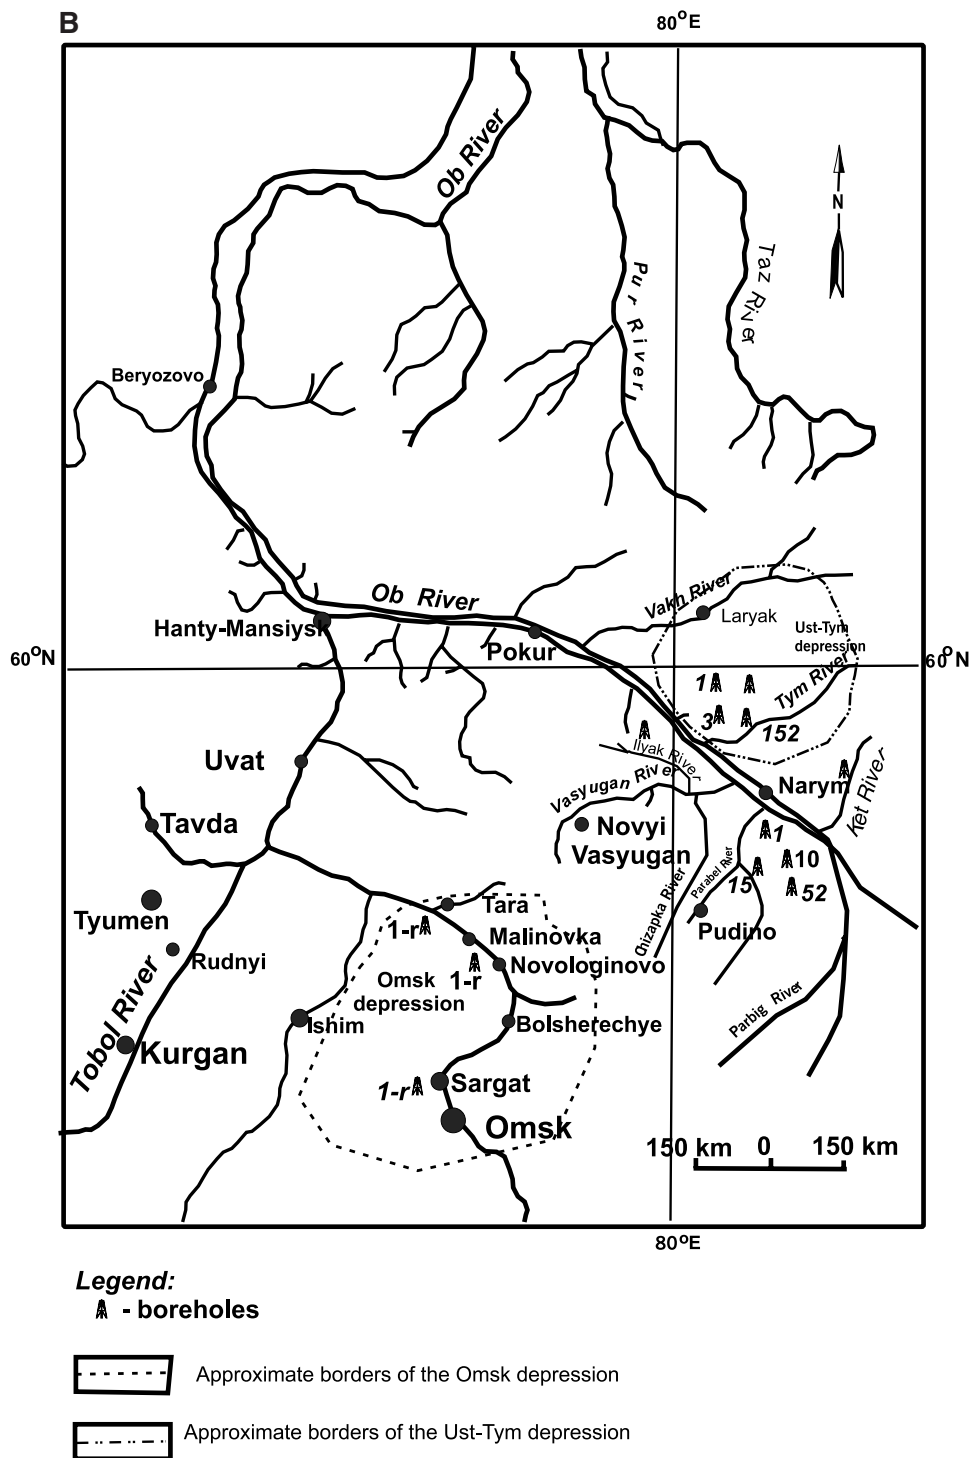 B
80°E
Ob River
N
Taz River
Pur River
Beryozovo
Ob River
Vakh River
Laryak
Hanty-Mansiysk
Ust-Tym
depression
Pokur
60°N
60°N
1
Tym River
3
152
Ilyak River
Uvat
Vasyugan River
Narym
Ket River
Tavda
Novyi
Vasyugan
1
10
Parabel River
15
52
Chizapka River
Tyumen
Tara
1-r
Pudino
Malinovka
Rudnyi
Novologinovo
1-r
Omsk
depression
Parbig River
Ishim
Bolsherechye
Tobol River
Kurgan
Sargat
1-r
Omsk
150 km 0 150 km
80°E
Legend:
- boreholes
Approximate borders of the Omsk depression
Approximate borders of the Ust-Tym depression